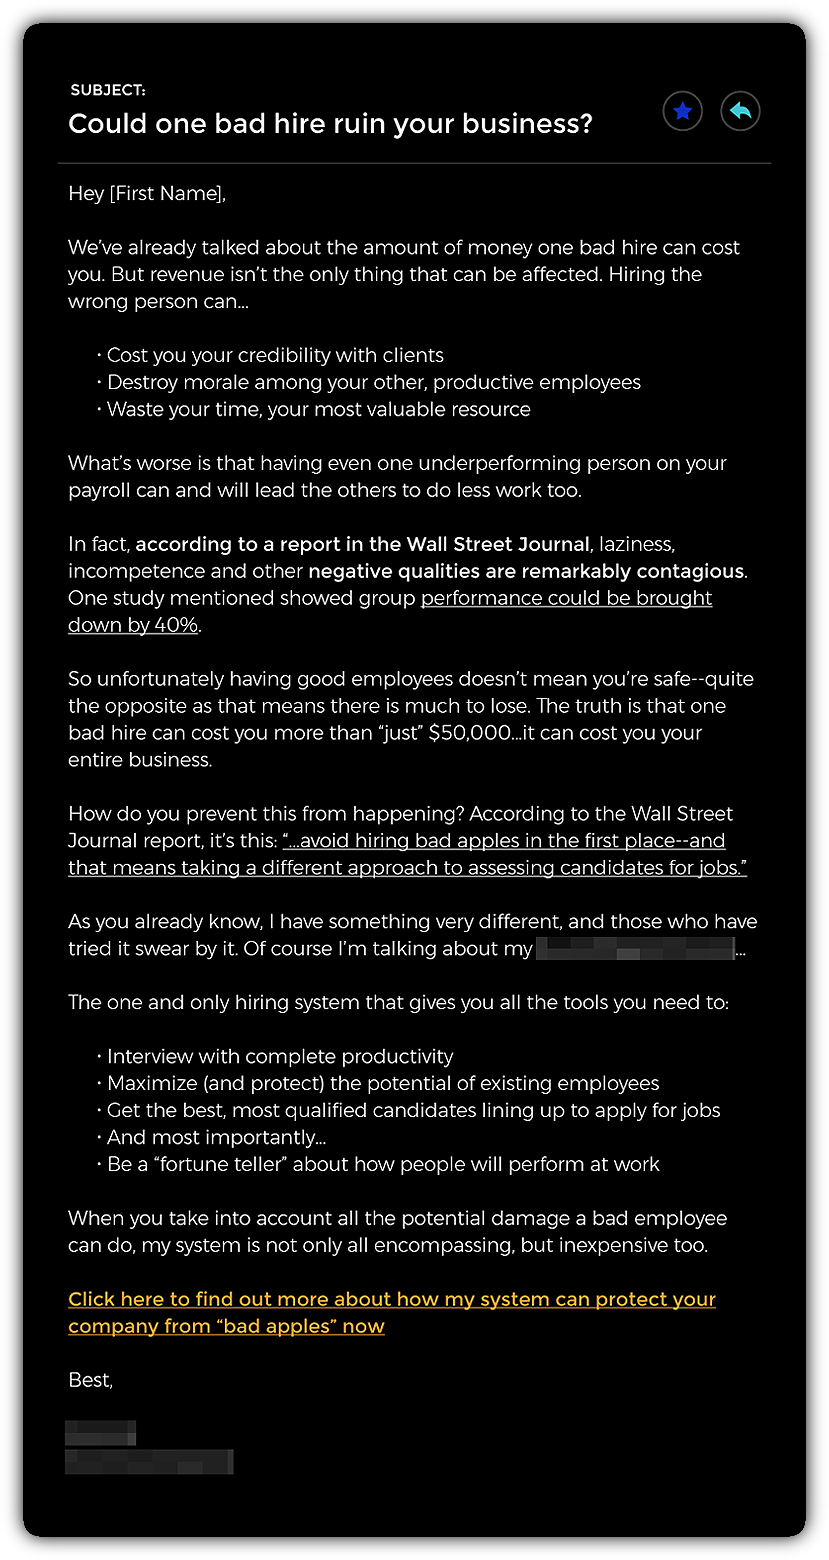 SUBJECT:
Could one bad hire ruin your business?
Hey [First Name],
We’ve already talked about the amount of money one bad hire can cost
you. But revenue isn’t the only thing that can be affected. Hiring the
wrong person can...
· Cost you your credibility with clients
· Destroy morale among your other, productive employees
· Waste your time, your most valuable resource
What’s worse is that having even one underperforming person on your
payroll can and will lead the others to do less work too.
In fact, according to a report in the Wall Street Journal, laziness,
incompetence and other negative qualities are remarkably contagious.
One study mentioned showed group performance could be brought
down by 40%.
So unfortunately having good employees doesn’t mean you’re safe--quite
the opposite as that means there is much to lose. The truth is that one
bad hire can cost you more than “just” $50,000...it can cost you your
entire business.
How do you prevent this from happening? According to the Wall Street
Journal report, it’s this: “...avoid hiring bad apples in the first place--and
that means taking a different approach to assessing candidates for jobs.”
As you already know, I have something very different, and those who have
tried it swear by it. Of course I’m talking about my ...
The one and only hiring system that gives you all the tools you need to:
· Interview with complete productivity
· Maximize (and protect) the potential of existing employees
· Get the best, most qualified candidates lining up to apply for jobs
· And most importantly...
· Be a “fortune teller” about how people will perform at work
When you take into account all the potential damage a bad employee
can do, my system is not only all encompassing, but inexpensive too.
Click here to find out more about how my system can protect your
company from “bad apples” now
Best,